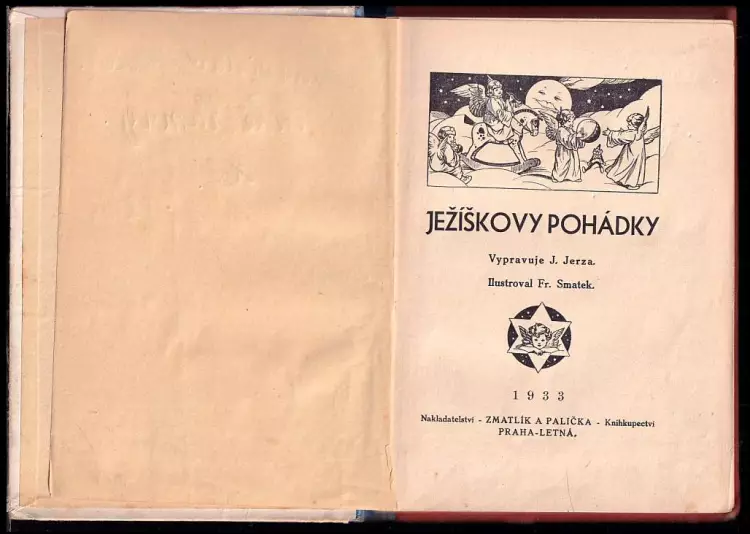 JEŽÍŠKOVY POHÁDKY
Vypravuje J. Jerza.
Ilustroval Fr. Smatek.
1933
Nakladatelství - ZMATLÍK A PALIČKA - Knihkupectví
PRAHA-LETNÁ.